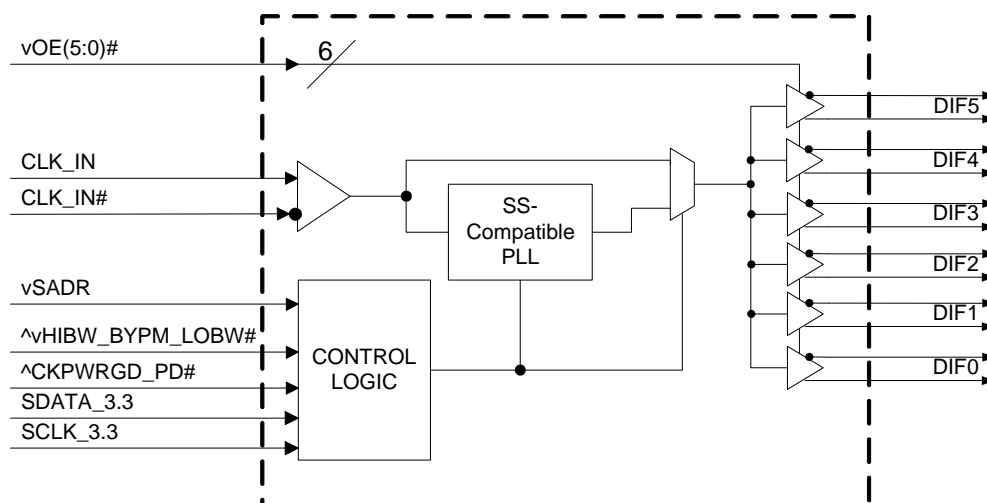 vOE(5:0)#
6
DIF5
CLK_IN
DIF4
CLK_IN#
SS-
Compatible
PLL
DIF3
DIF2
vSADR
DIF1
^vHIBW_BYPM_LOBW#
CONTROL
LOGIC
^CKPWRGD_PD#
DIF0
SDATA_3.3
SCLK_3.3